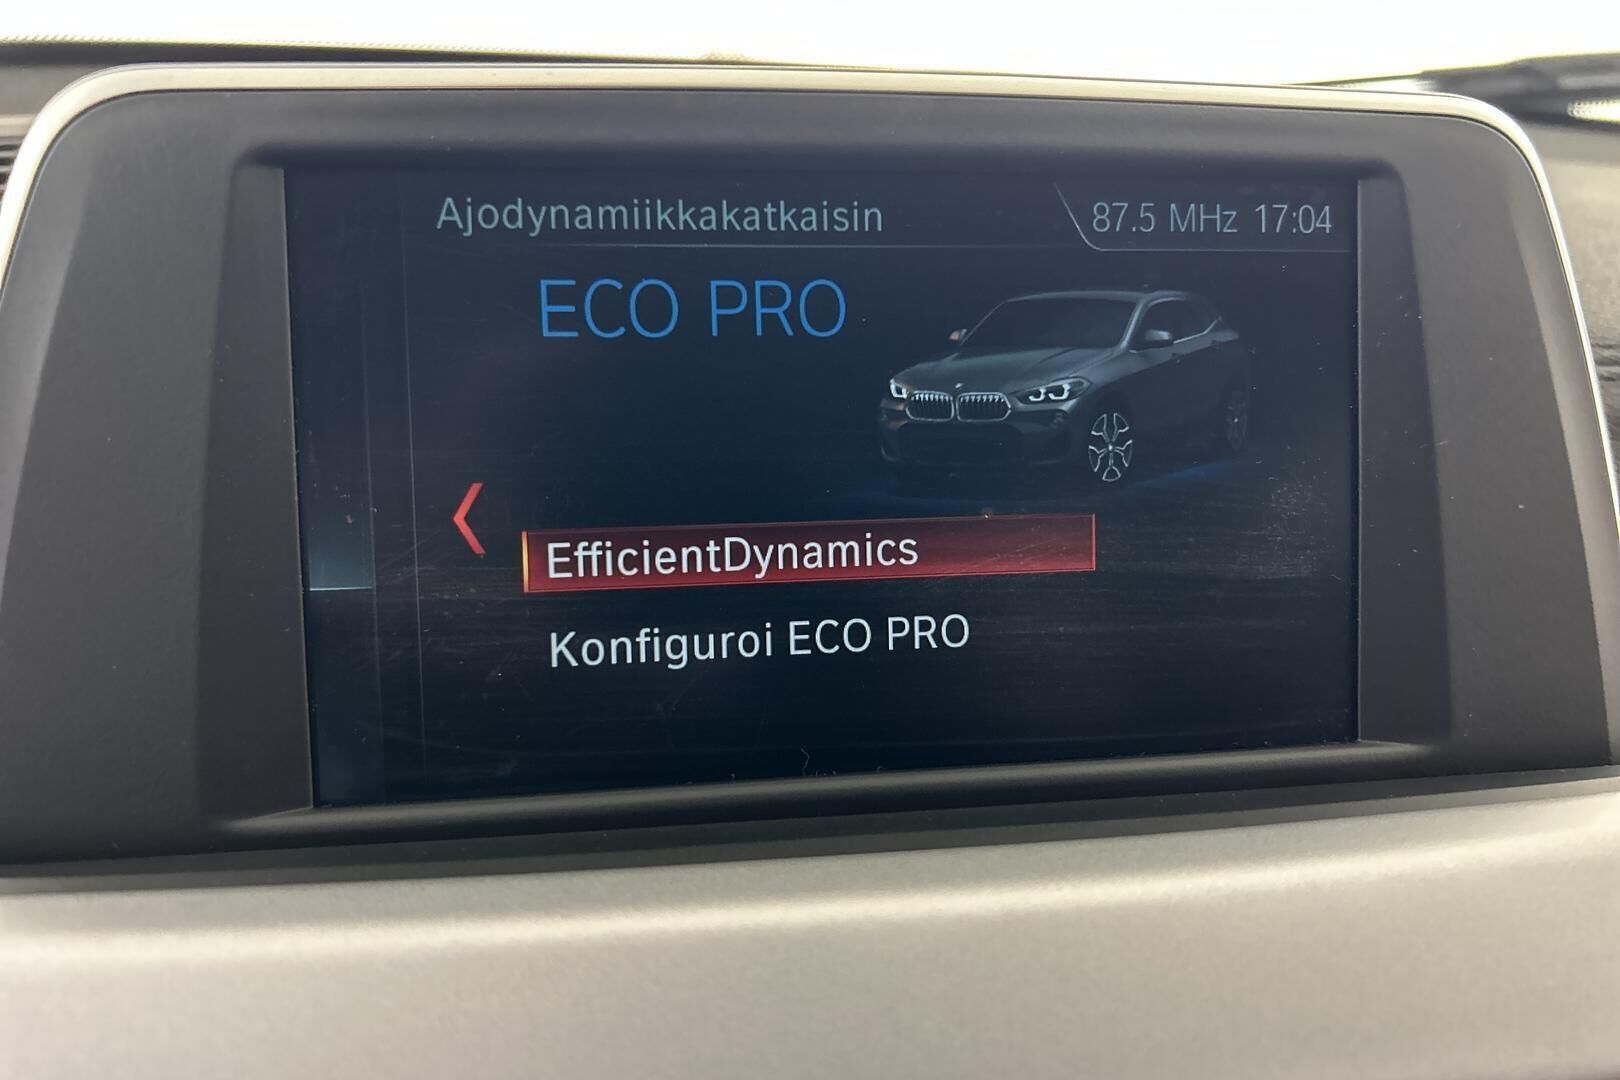 Ajodynamiikkakatkaisin
87.5 MHz 17:04
ECO PRO
EfficientDynamics
Konfiguroi ECO PRO